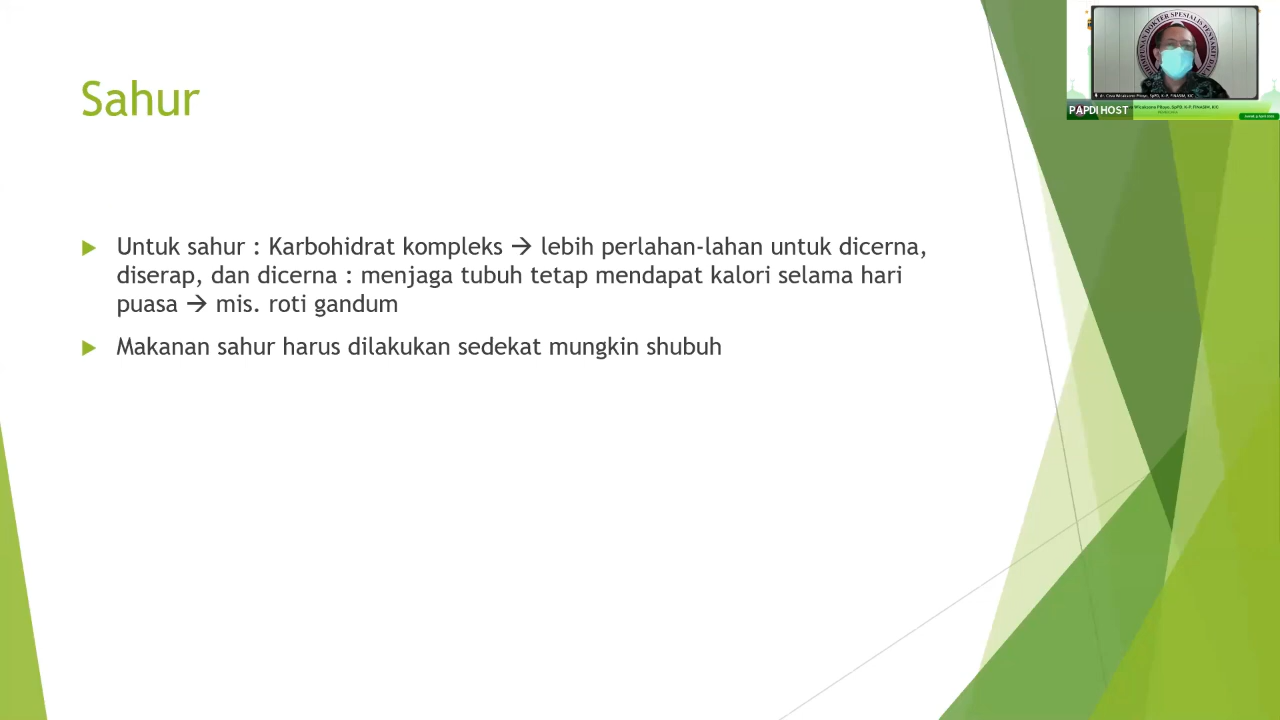 Sahur
Untuk sahur : Karbohidrat kompleks → lebih perlahan-lahan untuk dicerna,
diserap, dan dicerna : menjaga tubuh tetap mendapat kalori selama hari
puasa → mis. roti gandum
Makanan sahur harus dilakukan sedekat mungkin shubuh
PAPDI HOST